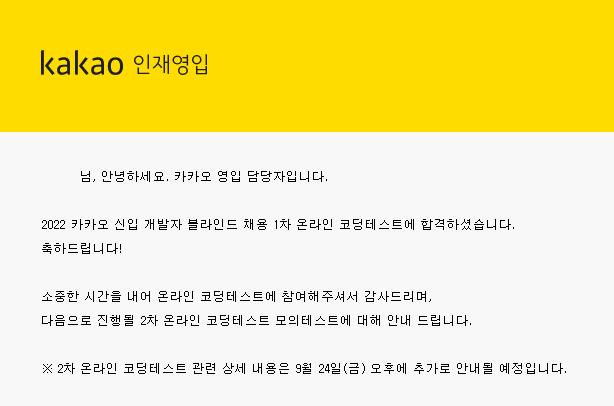 kakao 인재영입
님, 안녕하세요. 카카오 영입 담당자입니다.
2022 카카오 신입 개발자 블라인드 채용 1차 온라인 코딩테스트에 합격하셨습니다.
축하드립니다!
소중한 시간을 내어 온라인 코딩테스트에 참여해주셔서 감사드리며,
다음으로 진행될 2차 온라인 코딩테스트 모의테스트에 대해 안내 드립니다.
※ 2차 온라인 코딩테스트 관련 상세 내용은 9월 24일(금) 오후에 추가로 안내될 예정입니다.